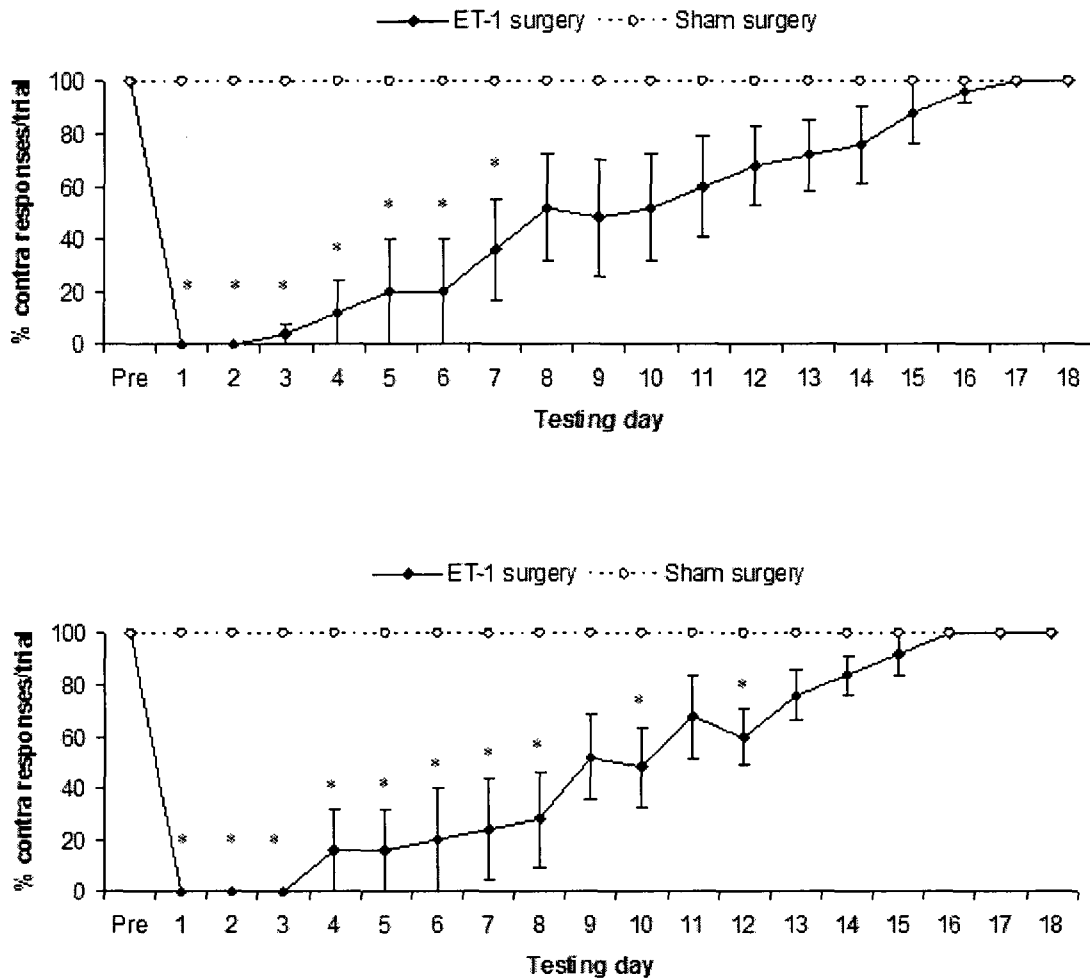 ET-1 surgery Sham surgery
% contra responses/trial
100
80
60
40
20
0
* * * * * * *
Pre 1 2 3 4 5 6 7 8 9 10 11 12 13 14 15 16 17 18
Testing day
ET-1 surgery Sham surgery
% contra responses/trial
100
80
60
40
20
0
* * * * * * * * * *
Pre 1 2 3 4 5 6 7 8 9 10 11 12 13 14 15 16 17 18
Testing day